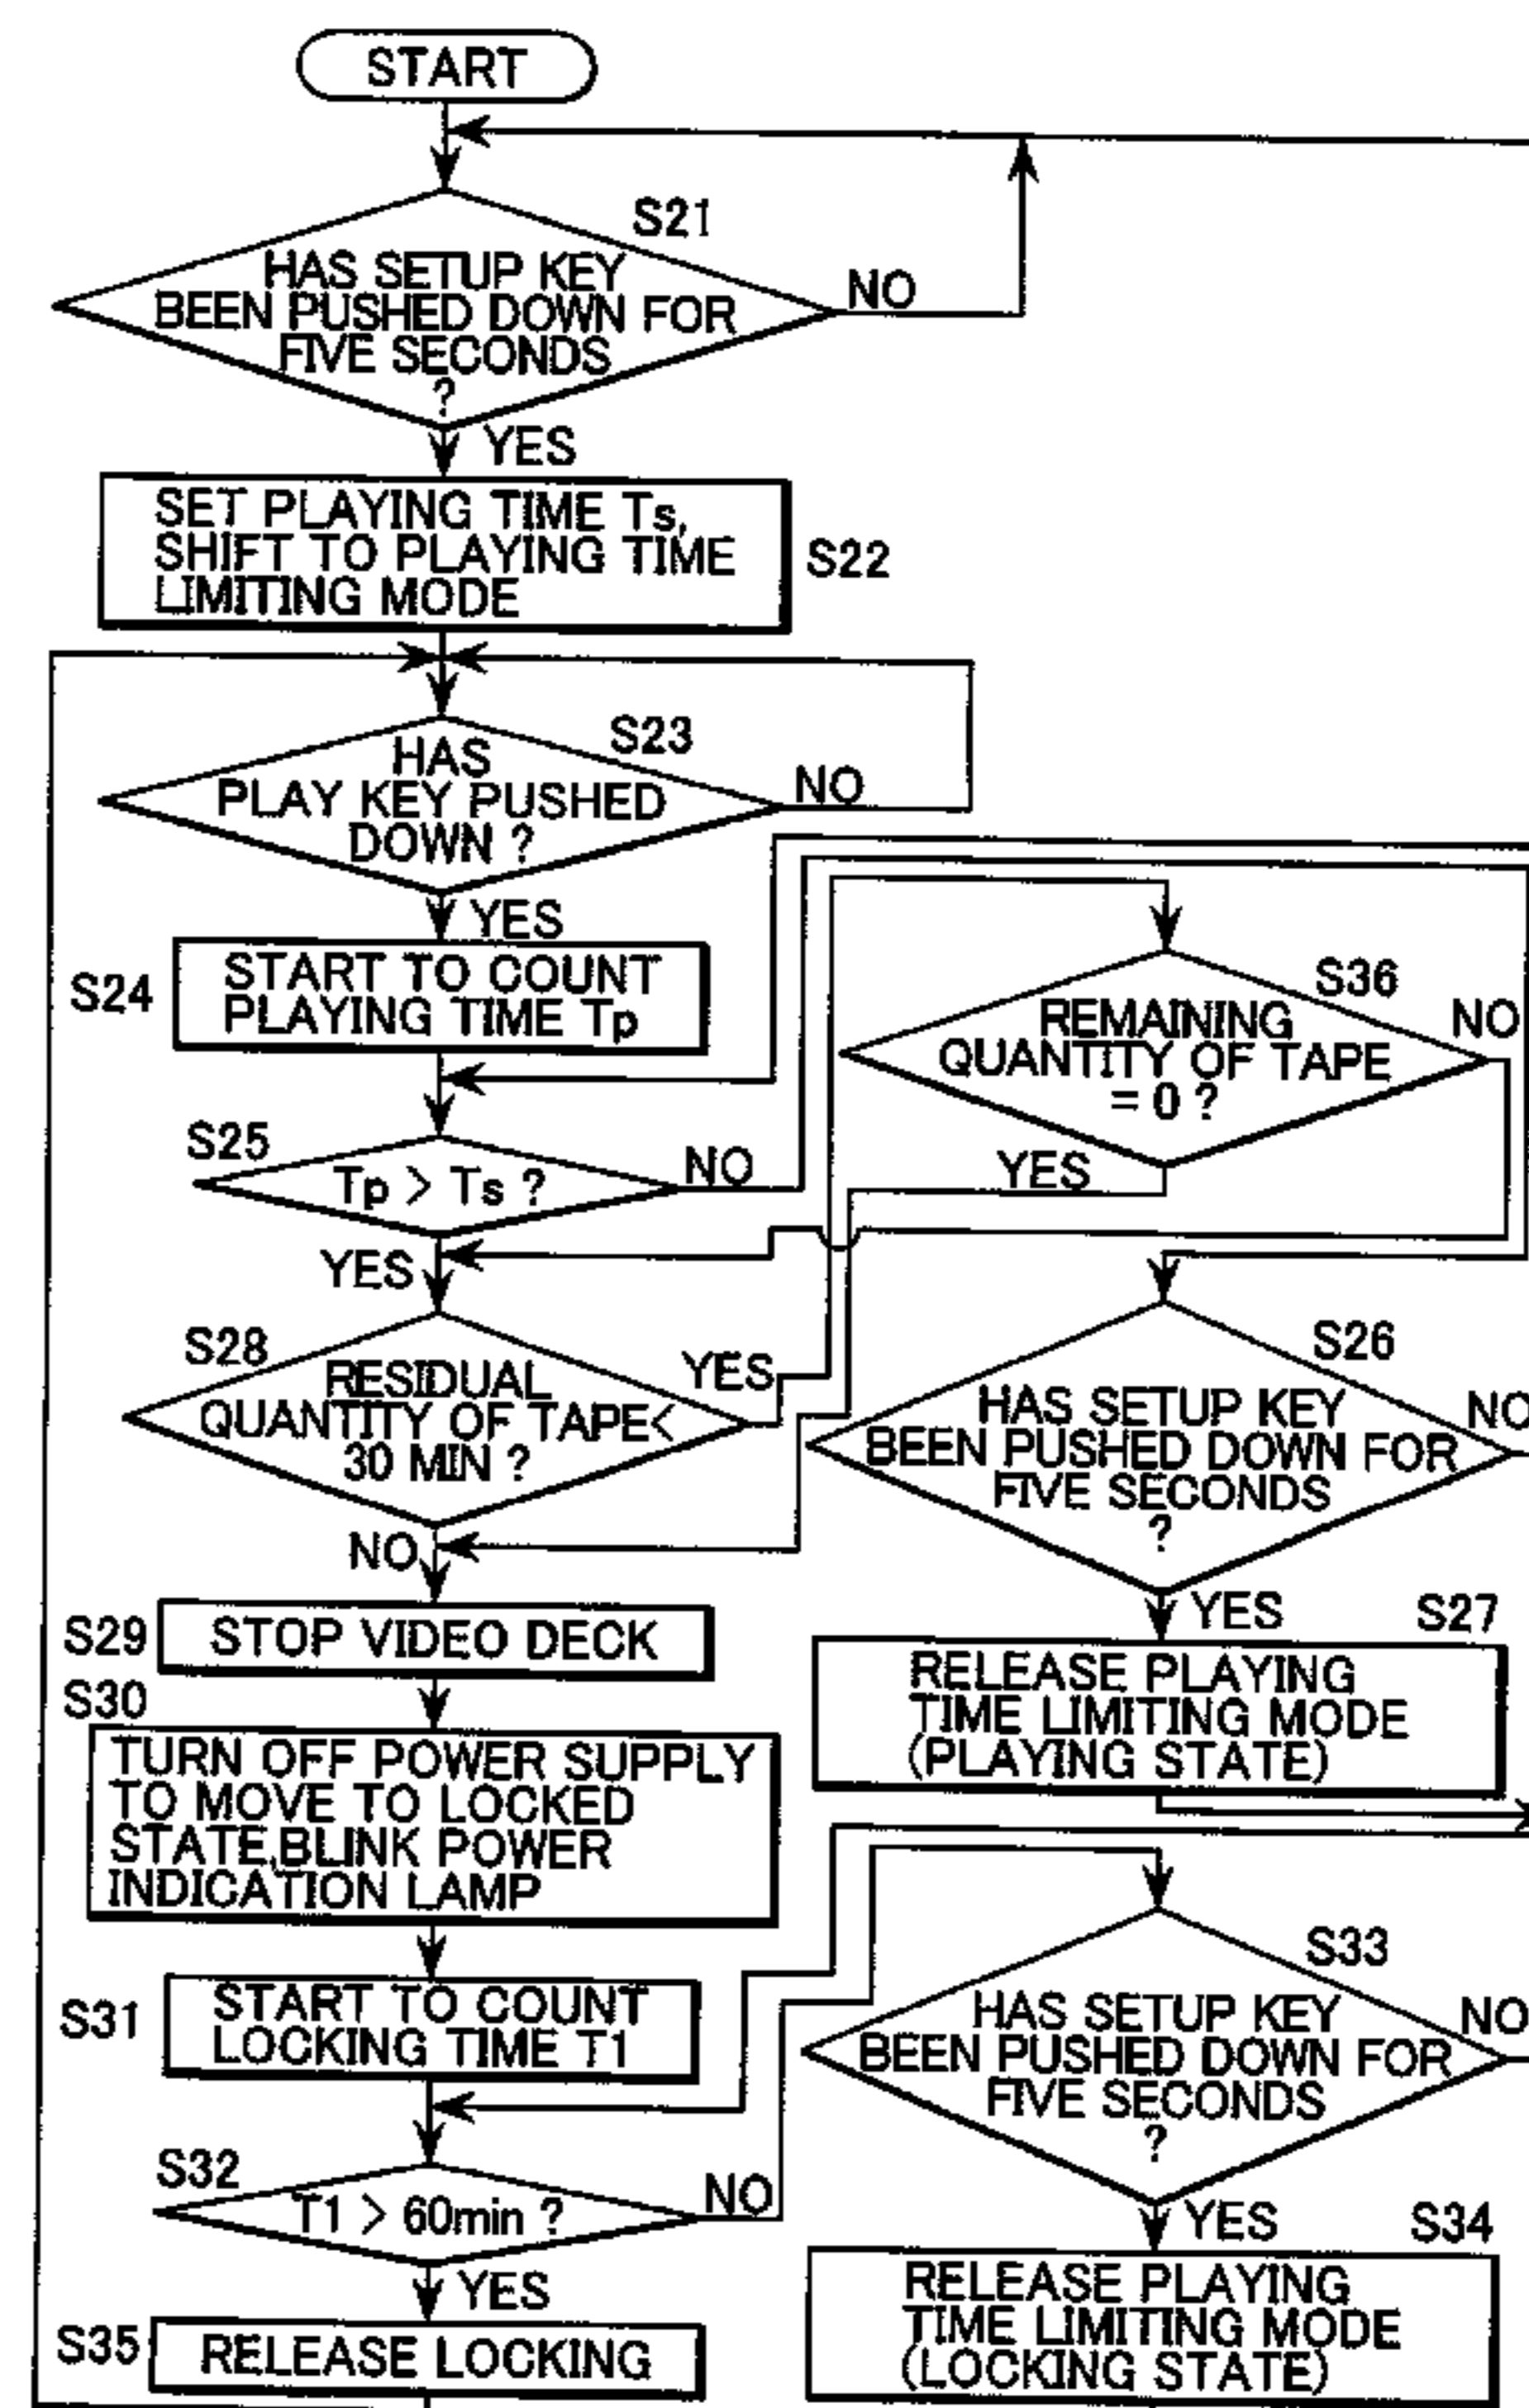 START
S21
HAS SETUP KEY
BEEN PUSHED DOWN FOR
FIVE SECONDS
?
NO
YES
SET PLAYING TIME Ts,
SHIFT TO PLAYING TIME
LIMITING MODE
S22
S23
HAS
PLAY KEY PUSHED
DOWN ?
NO
YES
S24
START TO COUNT
PLAYING TIME Tp
S36
REMAINING
QUANTITY OF TAPE
= 0 ?
NO
YES
S25
Tp > Ts ?
NO
YES
S28
RESIDUAL
QUANTITY OF TAPE<
30 MIN ?
YES
NO
S26
HAS SETUP KEY
BEEN PUSHED DOWN FOR
FIVE SECONDS
?
NO
YES
S27
RELEASE PLAYING
TIME LIMITING MODE
(PLAYING STATE)
S29
STOP VIDEO DECK
S30
TURN OFF POWER SUPPLY
TO MOVE TO LOCKED
STATE,BLINK POWER
INDICATION LAMP
S31
START TO COUNT
LOCKING TIME T1
S33
HAS SETUP KEY
BEEN PUSHED DOWN FOR
FIVE SECONDS
?
NO
YES
S32
T1 > 60min ?
NO
YES
S34
RELEASE PLAYING
TIME LIMITING MODE
(LOCKING STATE)
S35
RELEASE LOCKING